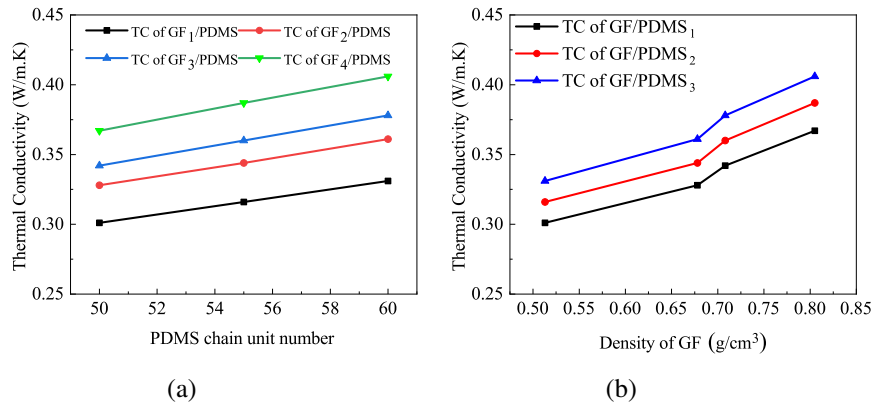 TC of GF1/PDMS TC of GF2/PDMS
TC of GF3/PDMS TC of GF4/PDMS
0.45
0.40
0.35
0.30
0.25
Thermal Conductivity (W/m.K)
50 52 54 56 58 60
PDMS chain unit number
(a)
TC of GF/PDMS1
TC of GF/PDMS2
TC of GF/PDMS3
0.45
0.40
0.35
0.30
0.25
Thermal Conductivity (W/m.K)
0.50 0.55 0.60 0.65 0.70 0.75 0.80 0.85
Density of GF (g/cm³)
(b)